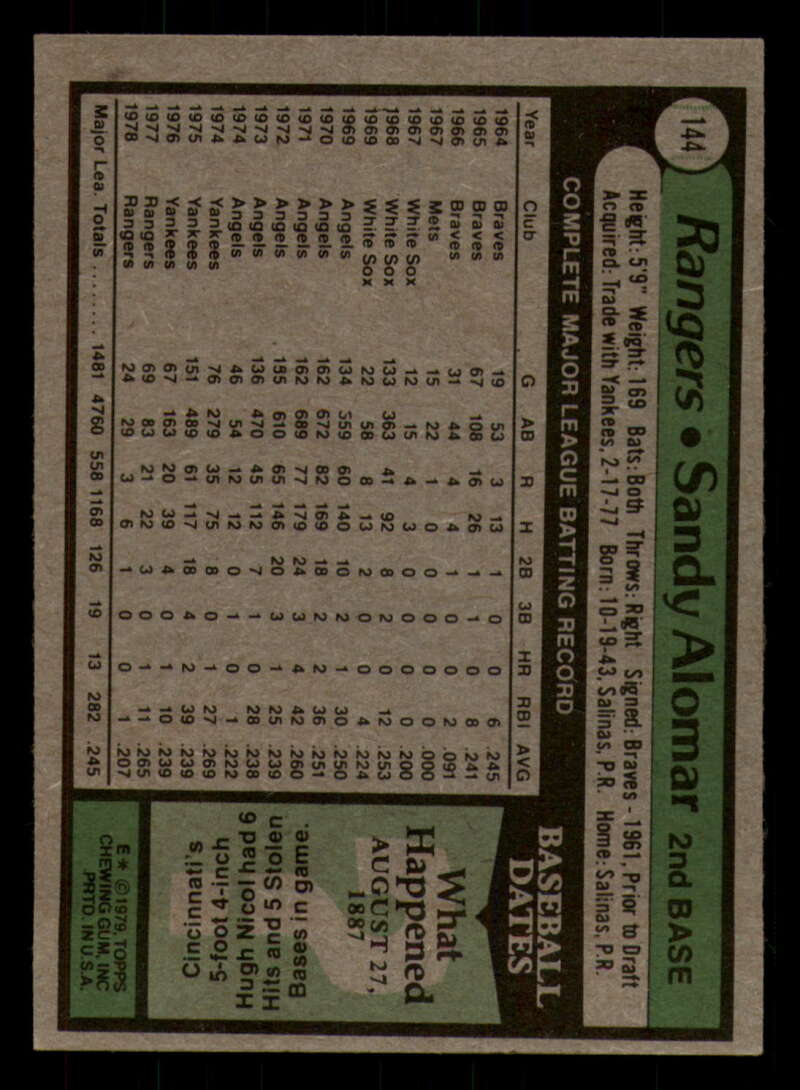 144
Rangers • Sandy Alomar 2nd BASE
Height: 5'9" Weight: 169 Bats: Both Throws: Right Signed: Braves - 1961, Prior to Draft
Acquired: Trade with Yankees, 2-17-77 Born: 10-19-43, Salinas, P.R. Home: Salinas, P.R.
COMPLETE MAJOR LEAGUE BATTING RECORD
Year Club G AB R H 2B 3B HR RBI AVG
1964 Braves 19 53 3 13 1 0 0 6 .245
1965 Braves 67 108 16 26 1 1 0 8 .241
1966 Braves 31 44 4 4 1 0 0 2 .091
1967 Mets 15 22 1 0 0 0 0 0 .000
1967 White Sox 12 15 4 3 0 0 0 0 .200
1968 White Sox 133 363 41 92 8 2 0 12 .253
1969 White Sox 22 58 8 13 2 0 0 4 .224
1969 Angels 134 559 60 140 10 2 1 30 .250
1970 Angels 162 672 82 169 18 2 2 36 .251
1971 Angels 162 689 77 179 24 3 4 42 .260
1972 Angels 155 610 65 146 20 3 1 25 .239
1973 Angels 136 470 45 112 7 1 0 28 .238
1974 Angels 46 54 12 12 0 1 0 1 .222
1974 Yankees 76 279 35 75 8 0 1 27 .269
1975 Yankees 151 489 61 117 18 4 2 39 .239
1976 Yankees 67 163 20 39 4 0 1 10 .239
1977 Rangers 69 83 21 22 3 0 1 11 .265
1978 Rangers 24 29 3 6 1 0 0 1 .207
Major Lea. Totals ........ 1481 4760 558 1168 126 19 13 282 .245
BASEBALL
DATES
What
Happened
AUGUST 27,
1887
Cincinnati's
5-foot 4-inch
Hugh Nicol had 6
Hits and 5 Stolen
Bases in game.
E* © 1979, TOPPS
CHEWING GUM, INC
PRTD. IN U.S.A.